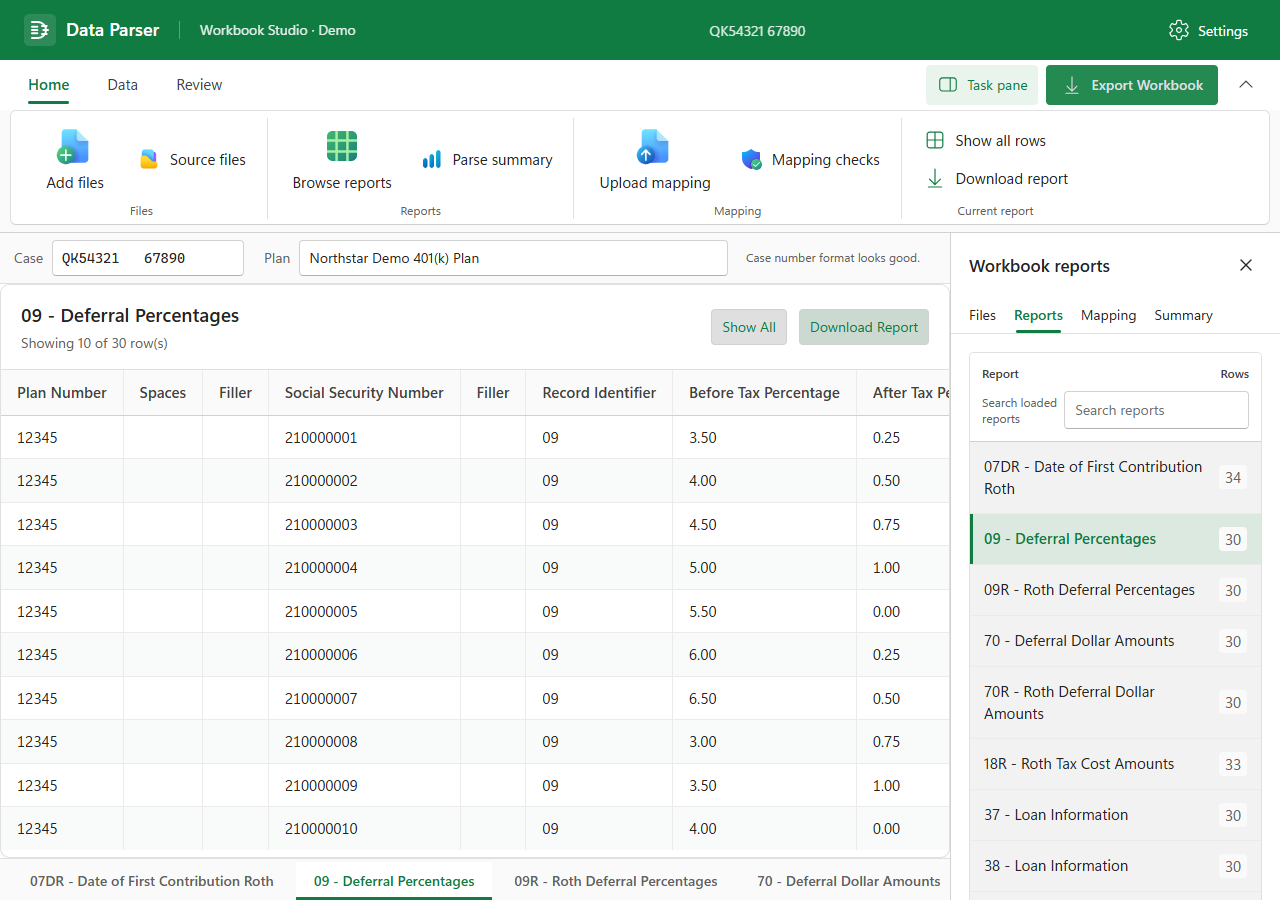 Data Parser
Workbook Studio · Demo
QK54321 67890
Settings
Home Data Review
Task pane
Export Workbook
Add files
Source files
Files
Browse reports
Parse summary
Reports
Upload mapping
Mapping checks
Mapping
Show all rows
Download report
Current report
Case QK54321 67890
Plan Northstar Demo 401(k) Plan
Case number format looks good.
09 - Deferral Percentages
Showing 10 of 30 row(s)
Show All
Download Report
Plan Number Spaces Filler Social Security Number Filler Record Identifier Before Tax Percentage After Tax Pe
12345 210000001 09 3.50 0.25
12345 210000002 09 4.00 0.50
12345 210000003 09 4.50 0.75
12345 210000004 09 5.00 1.00
12345 210000005 09 5.50 0.00
12345 210000006 09 6.00 0.25
12345 210000007 09 6.50 0.50
12345 210000008 09 3.00 0.75
12345 210000009 09 3.50 1.00
12345 210000010 09 4.00 0.00
07DR - Date of First Contribution Roth
09 - Deferral Percentages
09R - Roth Deferral Percentages
70 - Deferral Dollar Amounts
Workbook reports
Files Reports Mapping Summary
Report Rows
Search loaded
reports
Search reports
07DR - Date of First Contribution
Roth
34
09 - Deferral Percentages 30
09R - Roth Deferral Percentages 30
70 - Deferral Dollar Amounts 30
70R - Roth Deferral Dollar
Amounts
30
18R - Roth Tax Cost Amounts 33
37 - Loan Information 30
38 - Loan Information 30